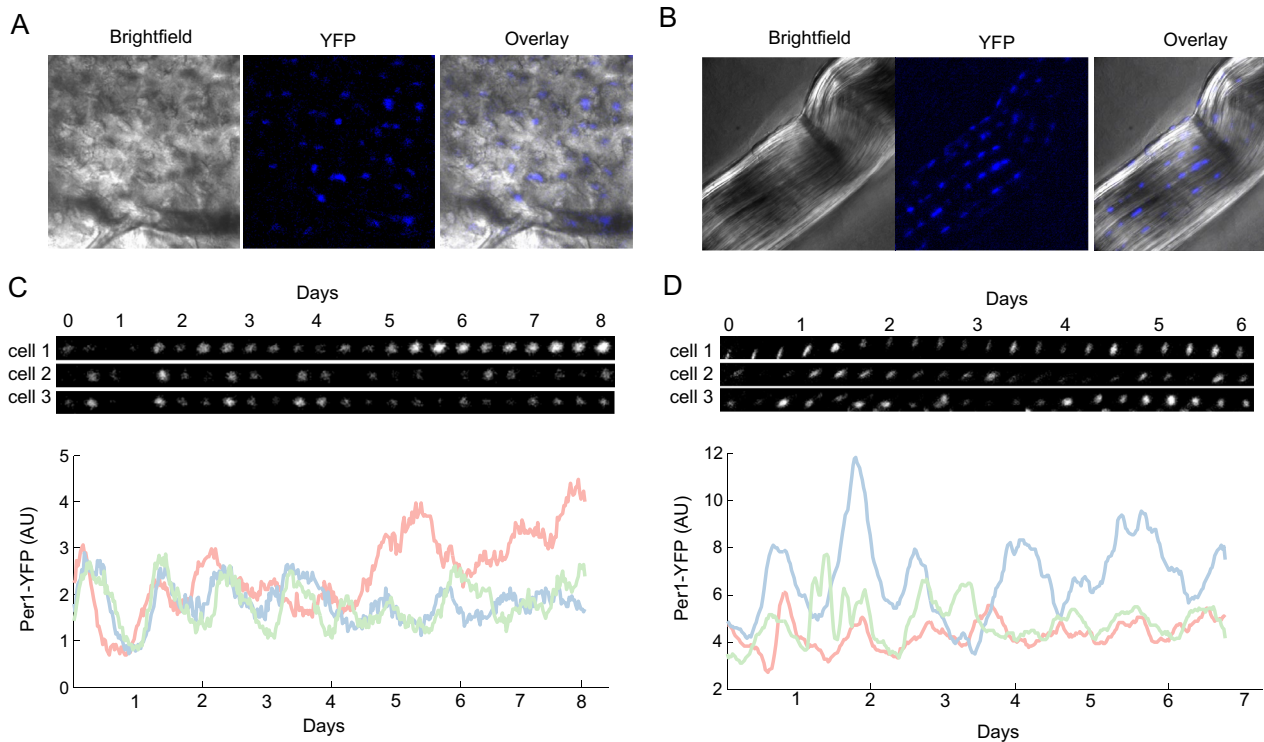 A
Brightfield
YFP
Overlay
B
Brightfield
YFP
Overlay
C
Days
0 1 2 3 4 5 6 7 8
cell 1
cell 2
cell 3
Per1-YFP (AU)
5
4
3
2
1
0
1 2 3 4 5 6 7 8
Days
D
Days
0 1 2 3 4 5 6
cell 1
cell 2
cell 3
Per1-YFP (AU)
12
10
8
6
4
2
1 2 3 4 5 6 7
Days